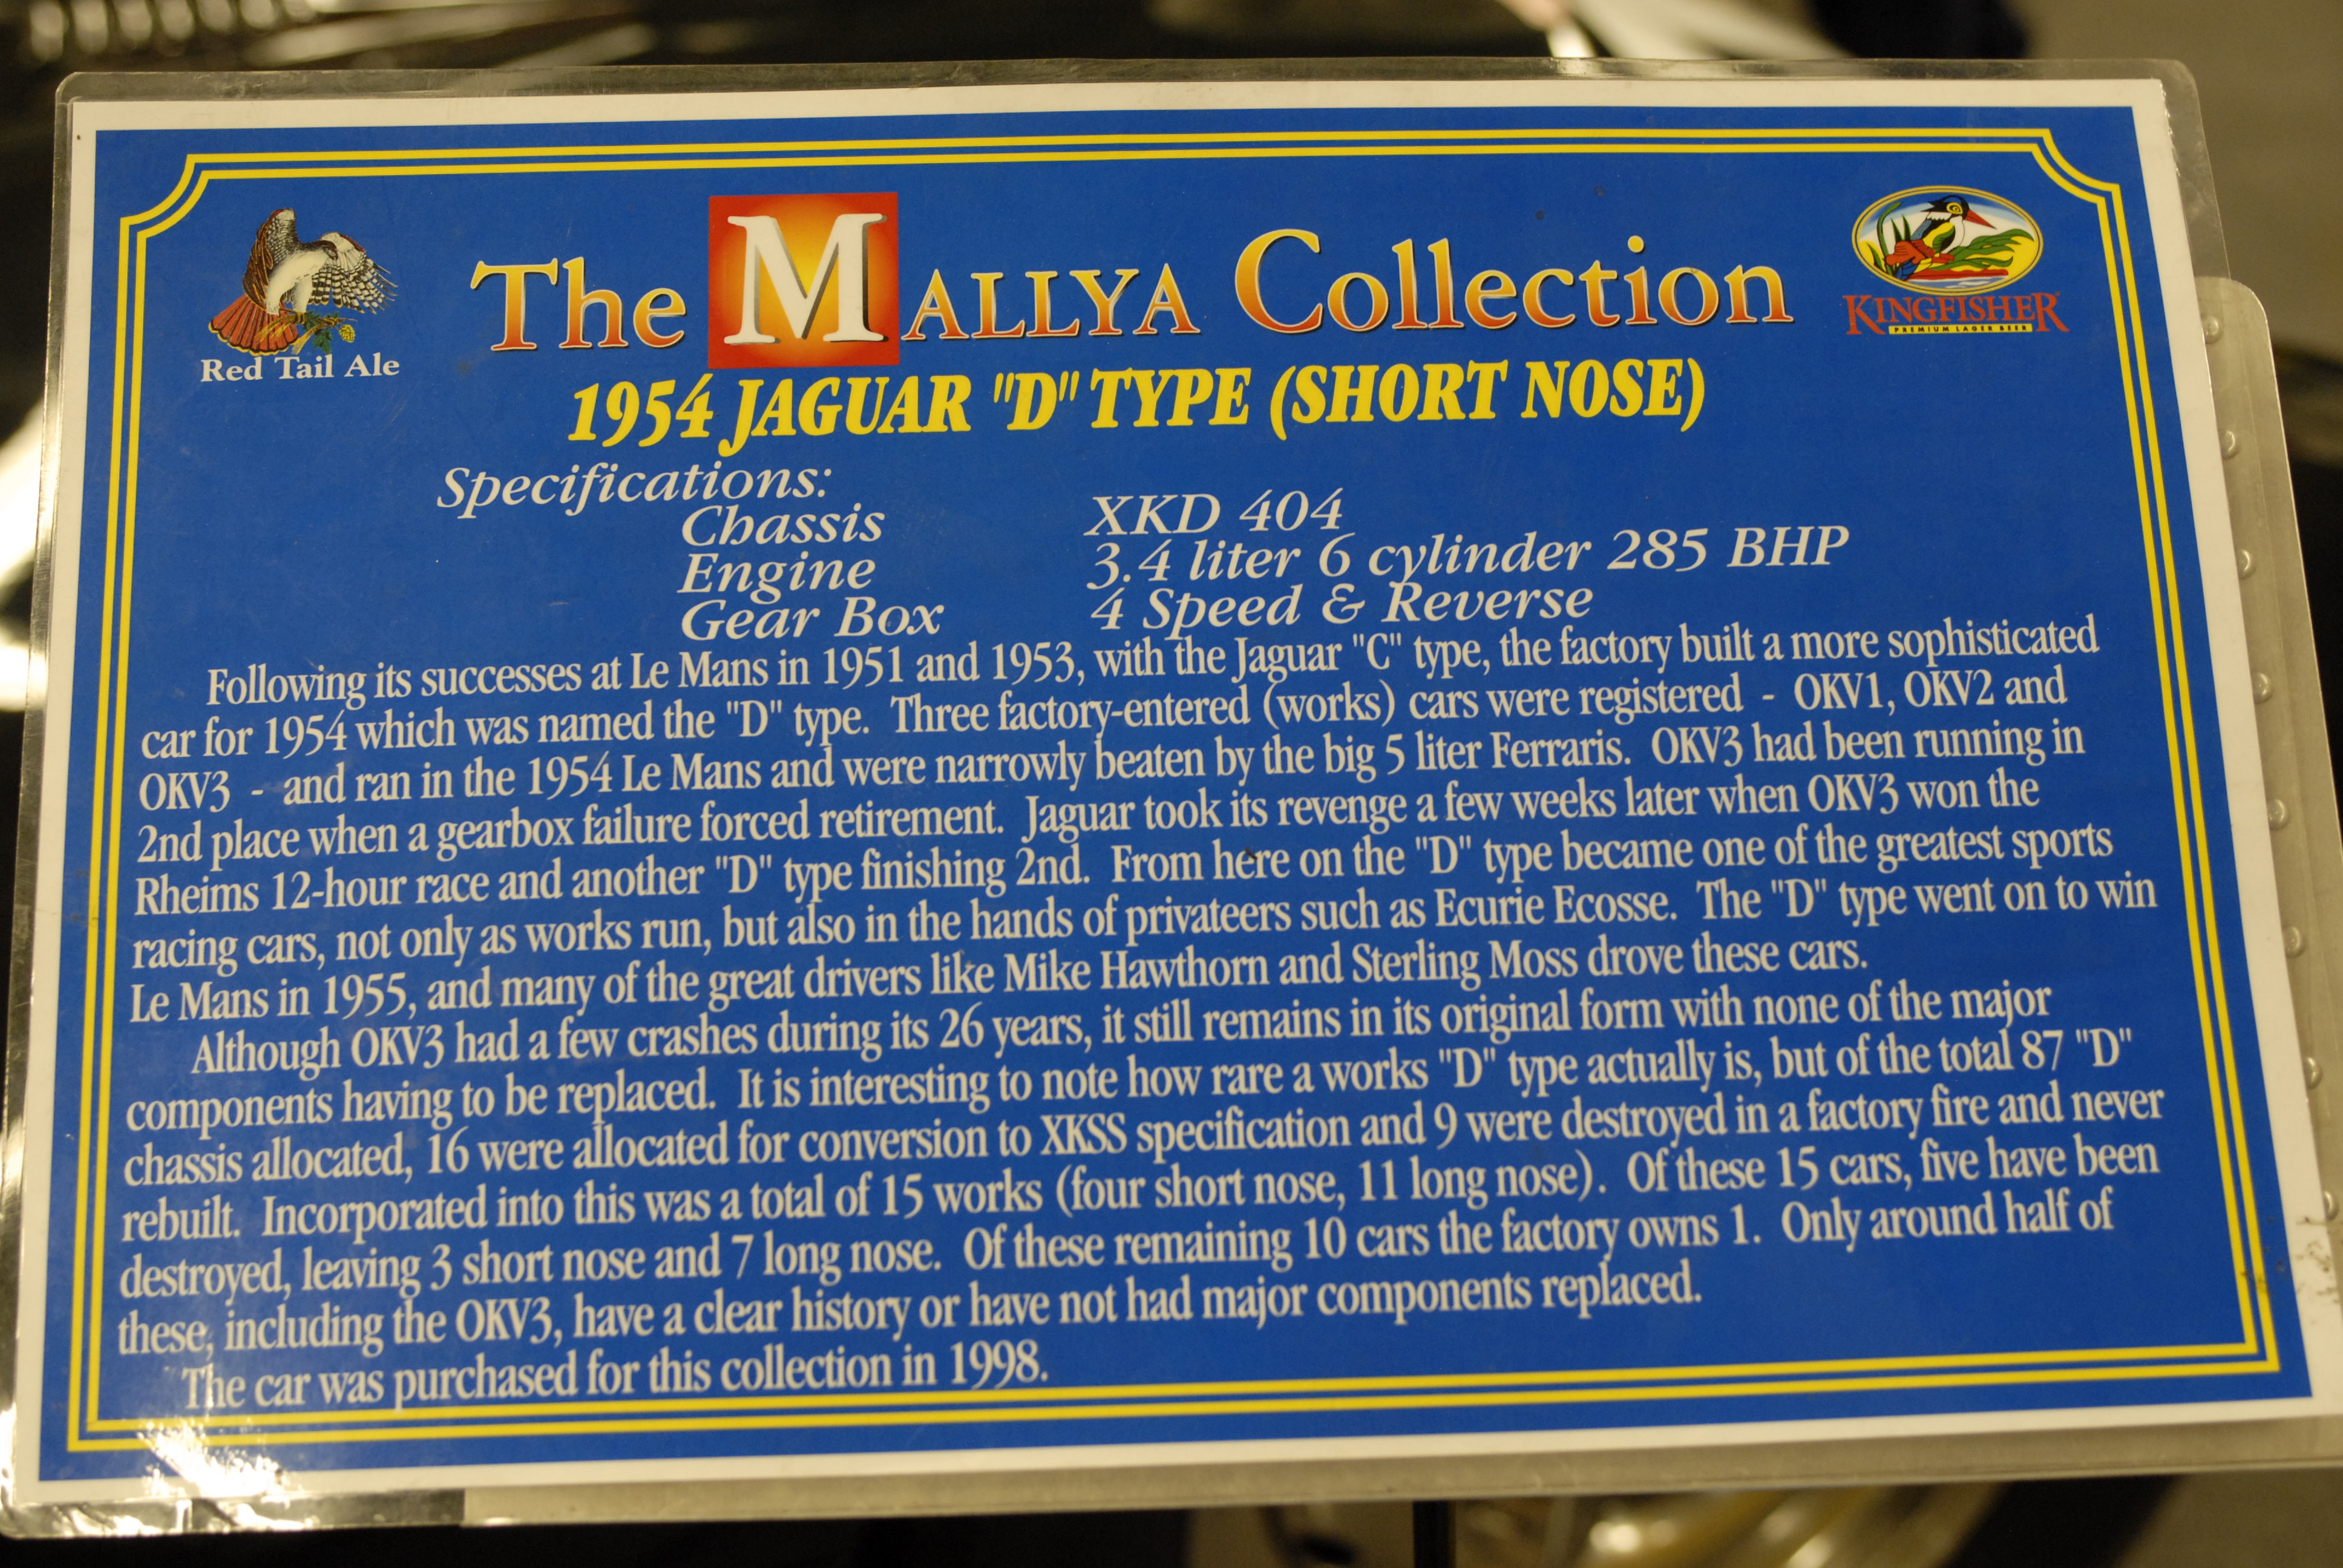 The MALLYA Collection
Red Tail Ale
KINGFISHER
PREMIUM LAGER BEER
1954 JAGUAR "D" TYPE (SHORT NOSE)
Specifications:
Chassis XKD 404
Engine 3.4 liter 6 cylinder 285 BHP
Gear Box 4 Speed & Reverse
Following its successes at Le Mans in 1951 and 1953, with the Jaguar "C" type, the factory built a more sophisticated
car for 1954 which was named the "D" type. Three factory-entered (works) cars were registered - OKV1, OKV2 and
OKV3 - and ran in the 1954 Le Mans and were narrowly beaten by the big 5 liter Ferraris. OKV3 had been running in
2nd place when a gearbox failure forced retirement. Jaguar took its revenge a few weeks later when OKV3 won the
Rheims 12-hour race and another "D" type finishing 2nd. From here on the "D" type became one of the greatest sports
racing cars, not only as works run, but also in the hands of privateers such as Ecurie Ecosse. The "D" type went on to win
Le Mans in 1955, and many of the great drivers like Mike Hawthorn and Sterling Moss drove these cars.
Although OKV3 had a few crashes during its 26 years, it still remains in its original form with none of the major
components having to be replaced. It is interesting to note how rare a works "D" type actually is, but of the total 87 "D"
chassis allocated, 16 were allocated for conversion to XKSS specification and 9 were destroyed in a factory fire and never
rebuilt. Incorporated into this was a total of 15 works (four short nose, 11 long nose). Of these 15 cars, five have been
destroyed, leaving 3 short nose and 7 long nose. Of these remaining 10 cars the factory owns 1. Only around half of
these, including the OKV3, have a clear history or have not had major components replaced.
The car was purchased for this collection in 1998.